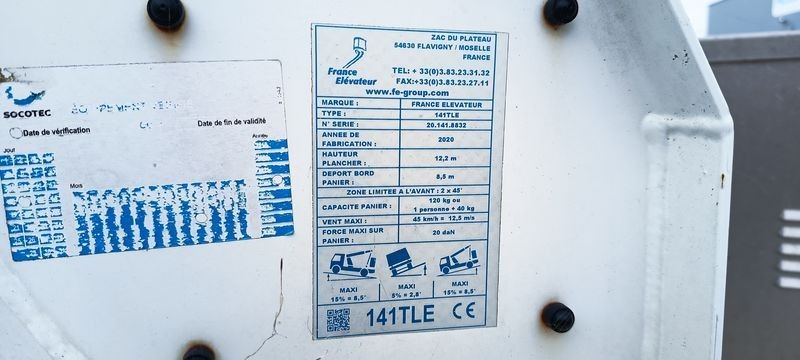 SOCOTEC
Date de vérification
Date de fin de validité
Jour
Mois
Année
France
Elévateur
ZAC DU PLATEAU
54630 FLAVIGNY / MOSELLE
FRANCE
TEL: + 33(0)3.83.23.31.32
FAX:+33(0)3.83.23.27.11
www.fe-group.com
MARQUE : FRANCE ELEVATEUR
TYPE : 141TLE
N° SERIE : 20.141.8832
ANNEE DE
FABRICATION : 2020
HAUTEUR
PLANCHER : 12,2 m
DEPORT BORD
PANIER : 8,5 m
ZONE LIMITEE A L'AVANT : 2 x 45°
CAPACITE PANIER : 120 kg ou
1 personne + 40 kg
VENT MAXI : 45 km/h = 12,5 m/s
FORCE MAXI SUR
PANIER : 20 daN
MAXI
15% = 8,5°
MAXI
5% = 2,8°
MAXI
15% = 8,5°
France
Elévateur
141TLE CE